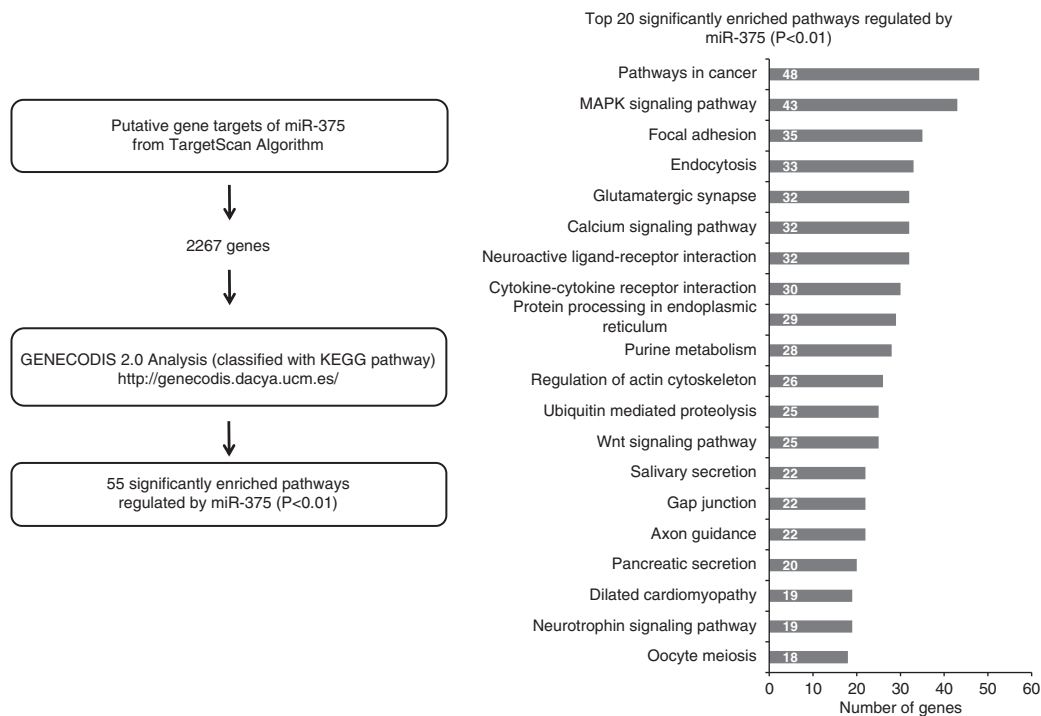 Putative gene targets of miR-375
from TargetScan Algorithm
2267 genes
GENECODIS 2.0 Analysis (classified with KEGG pathway)
http://genecodis.dacya.ucm.es/
55 significantly enriched pathways
regulated by miR-375 (P<0.01)
Top 20 significantly enriched pathways regulated by
miR-375 (P<0.01)
Pathways in cancer 48
MAPK signaling pathway 43
Focal adhesion 35
Endocytosis 33
Glutamatergic synapse 32
Calcium signaling pathway 32
Neuroactive ligand-receptor interaction 32
Cytokine-cytokine receptor interaction 30
Protein processing in endoplasmic
reticulum 29
Purine metabolism 28
Regulation of actin cytoskeleton 26
Ubiquitin mediated proteolysis 25
Wnt signaling pathway 25
Salivary secretion 22
Gap junction 22
Axon guidance 22
Pancreatic secretion 20
Dilated cardiomyopathy 19
Neurotrophin signaling pathway 19
Oocyte meiosis 18
0 10 20 30 40 50 60
Number of genes